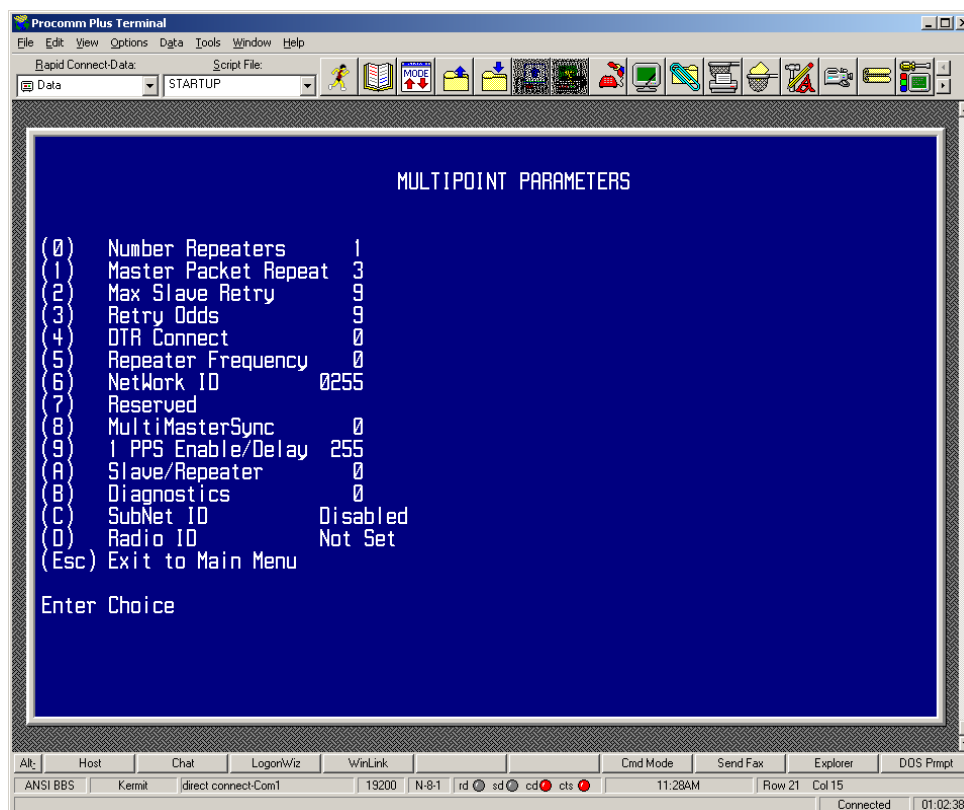 Procomm Plus Terminal
File Edit View Options Data Tools Window Help
Rapid Connect-Data: Script File:
Data STARTUP MODE
MULTIPOINT PARAMETERS
(0) Number Repeaters 1
(1) Master Packet Repeat 3
(2) Max Slave Retry 9
(3) Retry Odds 9
(4) DTR Connect 0
(5) Repeater Frequency 0
(6) NetWork ID 0255
(7) Reserved
(8) MultiMasterSync 0
(9) 1 PPS Enable/Delay 255
(A) Slave/Repeater 0
(B) Diagnostics 0
(C) SubNet ID Disabled
(D) Radio ID Not Set
(Esc) Exit to Main Menu
Enter Choice
Alt- Host Chat LogonWiz WinLink Cmd Mode Send Fax Explorer DOS Prmpt
ANSI BBS Kermit direct connect-Com1 19200 N-8-1 rd sd cd cts 11:28AM Row 21 Col 15
Connected 01:02:38